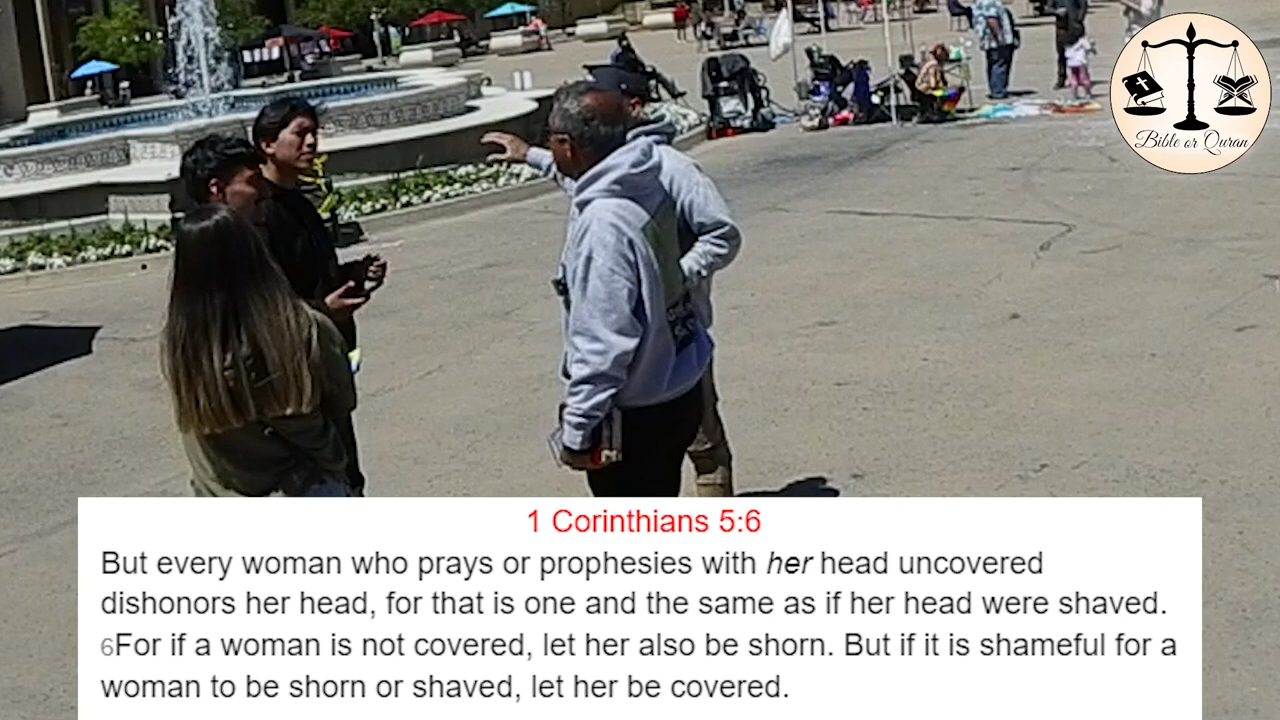 Bible or Quran
1 Corinthians 5:6
But every woman who prays or prophesies with her head uncovered
dishonors her head, for that is one and the same as if her head were shaved.
6For if a woman is not covered, let her also be shorn. But if it is shameful for a
woman to be shorn or shaved, let her be covered.